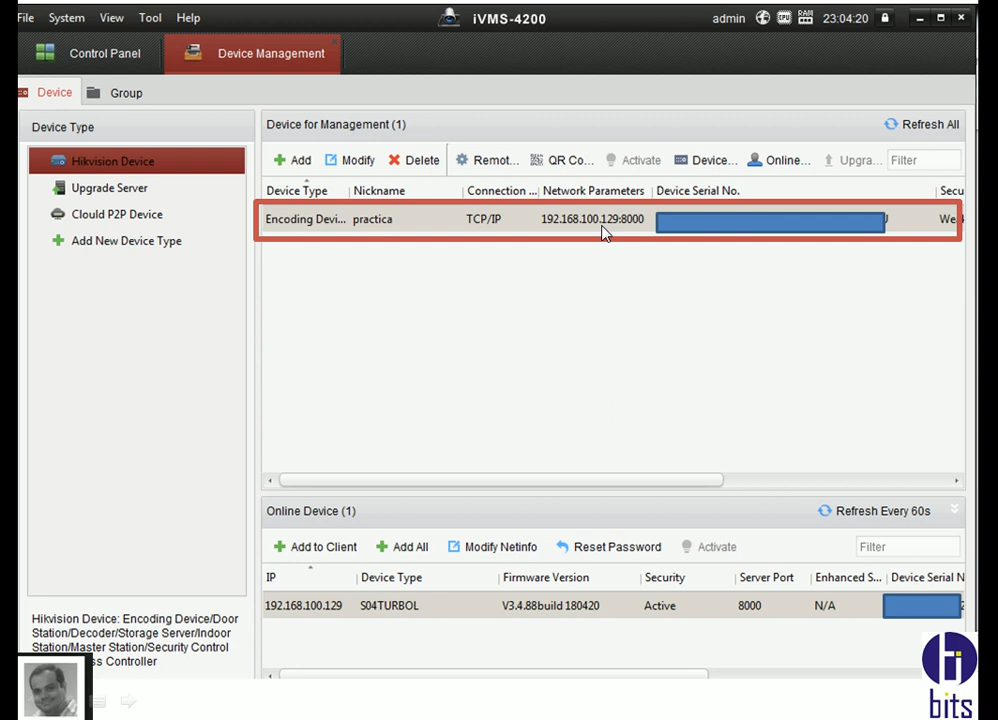 File System View Tool Help
iVMS-4200
admin CPU RAM 23:04:20
Control Panel
Device Management
Device
Group
Device Type
Hikvision Device
Upgrade Server
Clould P2P Device
Add New Device Type
Hikvision Device: Encoding Device/Door
Station/Decoder/Storage Server/Indoor
Station/Master Station/Security Control
ss Controller
Device for Management (1)
Refresh All
Add Modify Delete Remot... QR Co... Activate Device... Online... Upgra... Filter
Device Type Nickname Connection ... Network Parameters Device Serial No. Secu
Encoding Devi... practica TCP/IP 192.168.100.129:8000
Online Device (1)
Refresh Every 60s
Add to Client Add All Modify Netinfo Reset Password Activate Filter
IP Device Type Firmware Version Security Server Port Enhanced S... Device Serial N
192.168.100.129 S04TURBOL V3.4.88build 180420 Active 8000 N/A
hi
bits